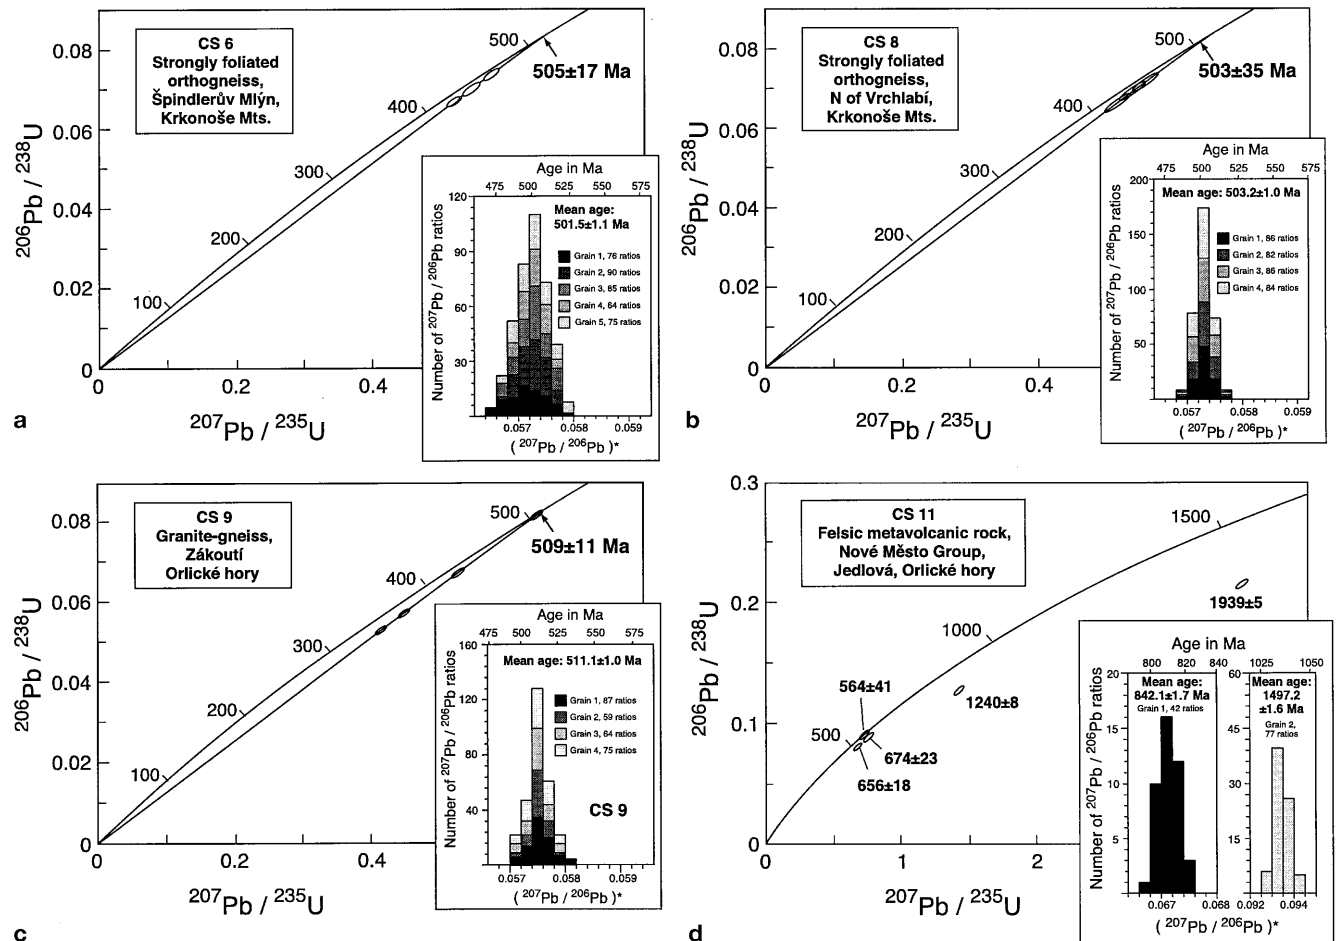 CS 6
Strongly foliated
orthogneiss,
Špindlerův Mlýn,
Krkonoše Mts.
505±17 Ma
500
400
300
200
100
0.08
0.06
0.04
0.02
0
0
0.2
0.4
206Pb / 238U
207Pb / 235U
a
Age in Ma
475 500 525 550 575
Mean age:
501.5±1.1 Ma
Grain 1, 76 ratios
Grain 2, 90 ratios
Grain 3, 85 ratios
Grain 4, 64 ratios
Grain 5, 75 ratios
120
90
60
30
Number of 207Pb / 206Pb ratios
0.057 0.058 0.059
( 207Pb / 206Pb )*
CS 8
Strongly foliated
orthogneiss,
N of Vrchlabí,
Krkonoše Mts.
503±35 Ma
500
400
300
200
100
0.08
0.06
0.04
0.02
0
0
0.2
0.4
206Pb / 238U
207Pb / 235U
b
Age in Ma
475 500 525 550 575
Mean age: 503.2±1.0 Ma
Grain 1, 86 ratios
Grain 2, 82 ratios
Grain 3, 86 ratios
Grain 4, 84 ratios
200
150
100
50
Number of 207Pb / 206Pb ratios
0.057 0.058 0.059
( 207Pb / 206Pb )*
CS 9
Granite-gneiss,
Zákoutí
Orlické hory
509±11 Ma
500
400
300
200
100
0.08
0.06
0.04
0.02
0
0
0.2
0.4
206Pb / 238U
207Pb / 235U
c
Age in Ma
475 500 525 550 575
Mean age: 511.1±1.0 Ma
Grain 1, 87 ratios
Grain 2, 59 ratios
Grain 3, 64 ratios
Grain 4, 75 ratios
CS 9
160
120
80
40
Number of 207Pb / 206Pb ratios
0.057 0.058 0.059
( 207Pb / 206Pb )*
CS 11
Felsic metavolcanic rock,
Nové Město Group,
Jedlová, Orlické hory
1500
1000
500
1939±5
1240±8
564±41
674±23
656±18
0.3
0.2
0.1
0
0
1
2
206Pb / 238U
207Pb / 235U
d
Age in Ma
800 820 840
1025 1050
Mean age:
842.1±1.7 Ma
Grain 1, 42 ratios
Mean age:
1497.2
±1.6 Ma
Grain 2,
77 ratios
20
15
10
5
60
45
30
15
Number of 207Pb / 206Pb ratios
0.067 0.068
0.092 0.094
( 207Pb / 206Pb )*